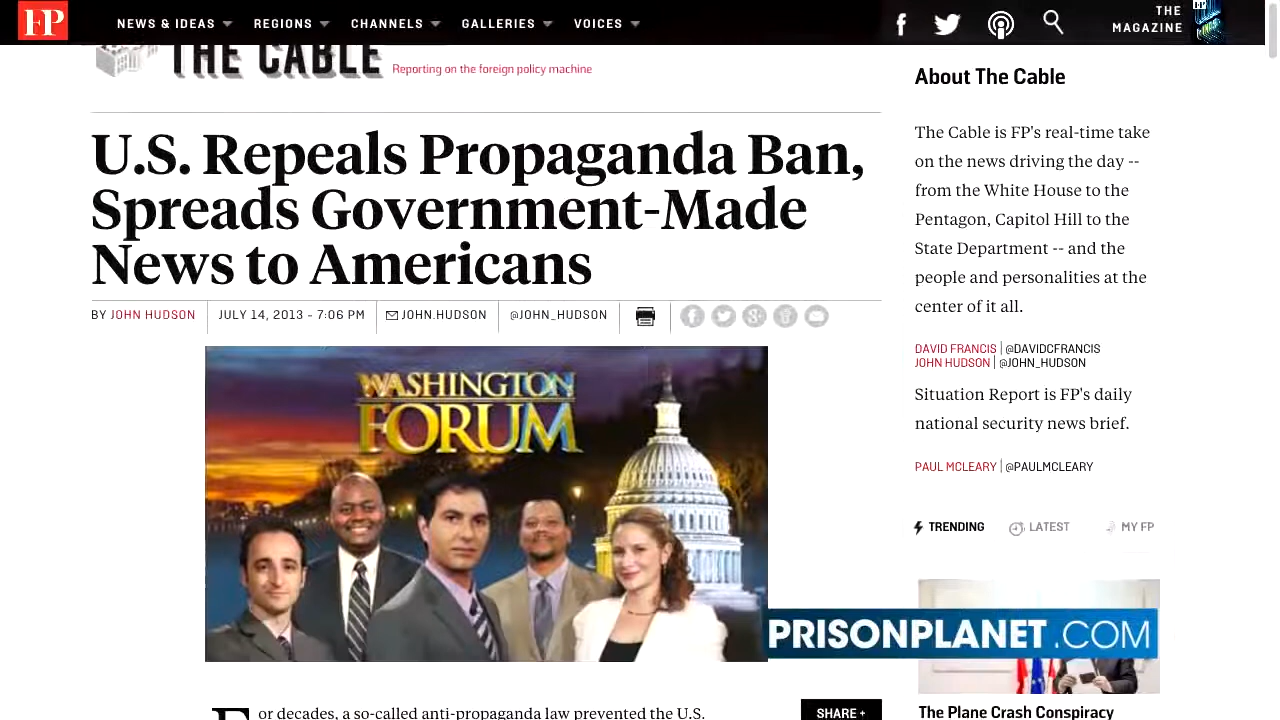 FP
NEWS & IDEAS
REGIONS
CHANNELS
GALLERIES
VOICES
THE
MAGAZINE
THE CABLE
Reporting on the foreign policy machine
U.S. Repeals Propaganda Ban,
Spreads Government-Made
News to Americans
BY JOHN HUDSON
JULY 14, 2013 - 7:06 PM
JOHN.HUDSON
@JOHN_HUDSON
WASHINGTON
FORUM
or decades, a so-called anti-propaganda law prevented the U.S.
SHARE +
About The Cable
The Cable is FP's real-time take
on the news driving the day --
from the White House to the
Pentagon, Capitol Hill to the
State Department -- and the
people and personalities at the
center of it all.
DAVID FRANCIS | @DAVIDCFRANCIS
JOHN HUDSON | @JOHN_HUDSON
Situation Report is FP's daily
national security news brief.
PAUL MCLEARY | @PAULMCLEARY
TRENDING
LATEST
MY FP
PRISONPLANET.COM
The Plane Crash Conspiracy